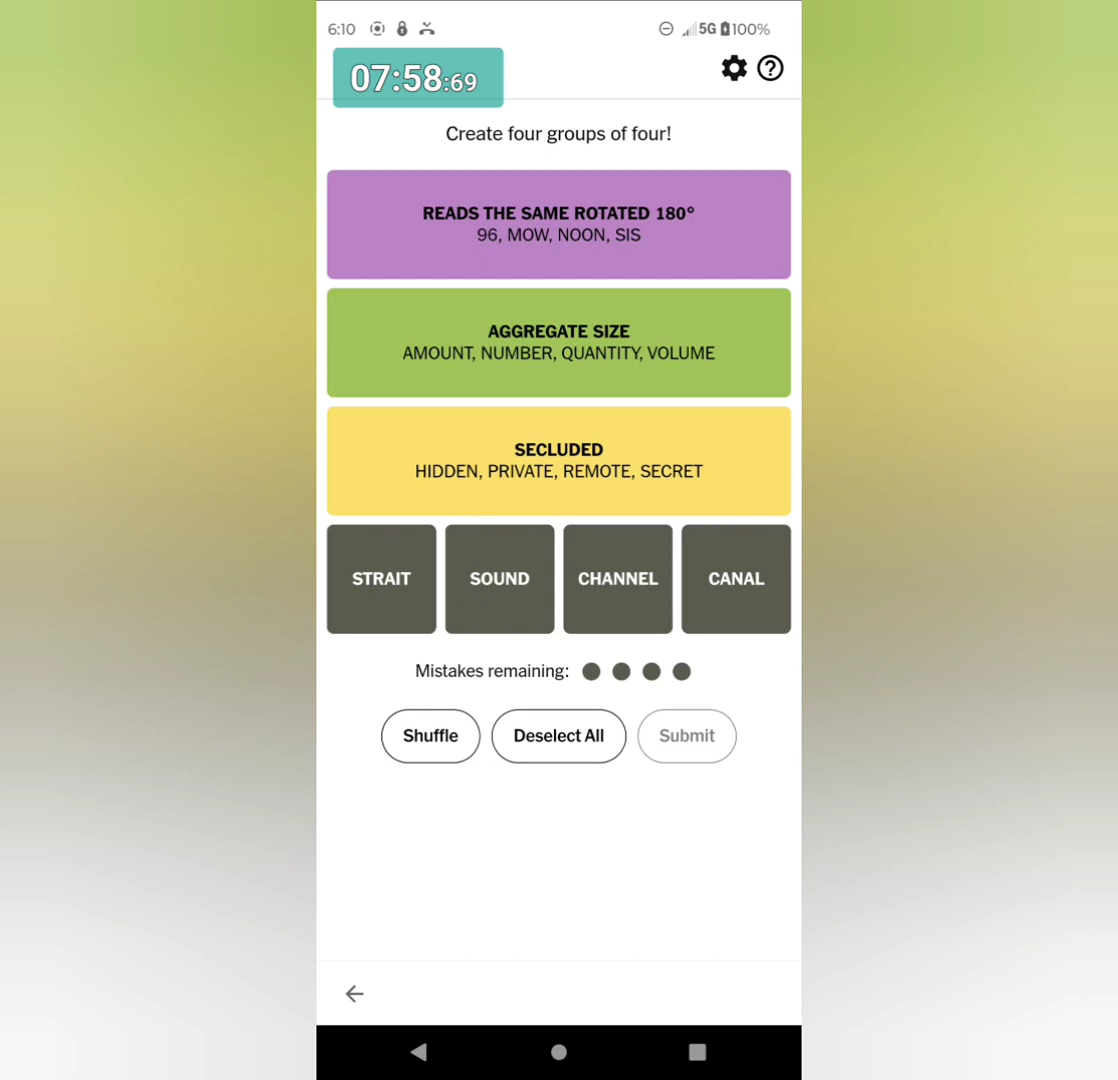 6:10
5G 100%
07:58:69
Create four groups of four!
READS THE SAME ROTATED 180°
96, MOW, NOON, SIS
AGGREGATE SIZE
AMOUNT, NUMBER, QUANTITY, VOLUME
SECLUDED
HIDDEN, PRIVATE, REMOTE, SECRET
STRAIT SOUND CHANNEL CANAL
Mistakes remaining:
Shuffle Deselect All Submit